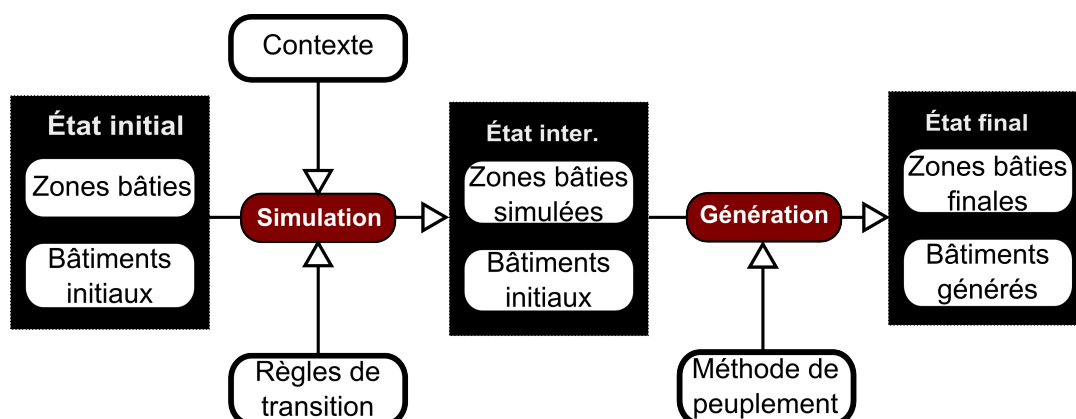 Contexte
État initial
Zones bâties
Bâtiments
initiaux
Simulation
Règles de
transition
État inter.
Zones bâties
simulées
Bâtiments
initiaux
Génération
Méthode de
peuplement
État final
Zones bâties
finales
Bâtiments
générés